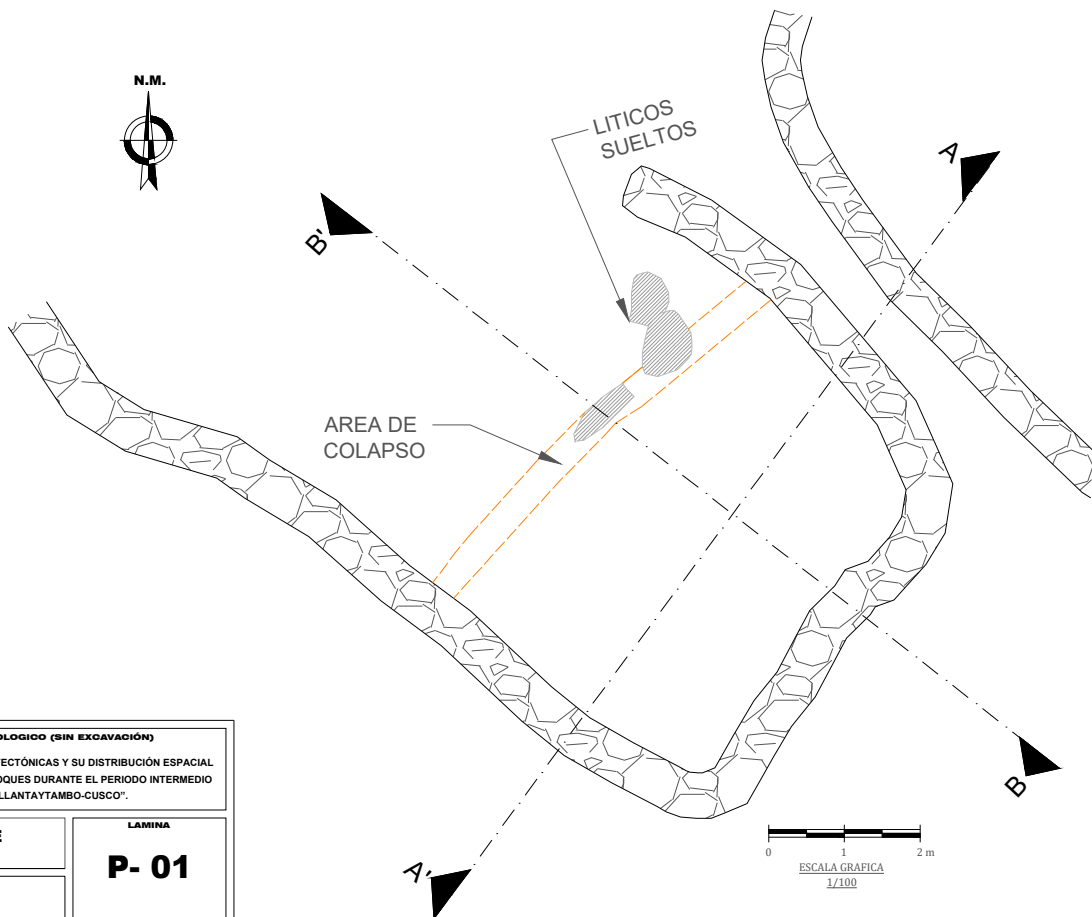 N.M.
LITICOS
SUELTOS
A
B'
AREA DE
COLAPSO
OLOGICO (SIN EXCAVACIÓN)
TECTÓNICAS Y SU DISTRIBUCIÓN ESPACIAL
OQUES DURANTE EL PERIODO INTERMEDIO
LLANTAYTAMBO-CUSCO”.
LAMINA
P- 01
B
0 1 2 m
ESCALA GRAFICA
1/100
A'